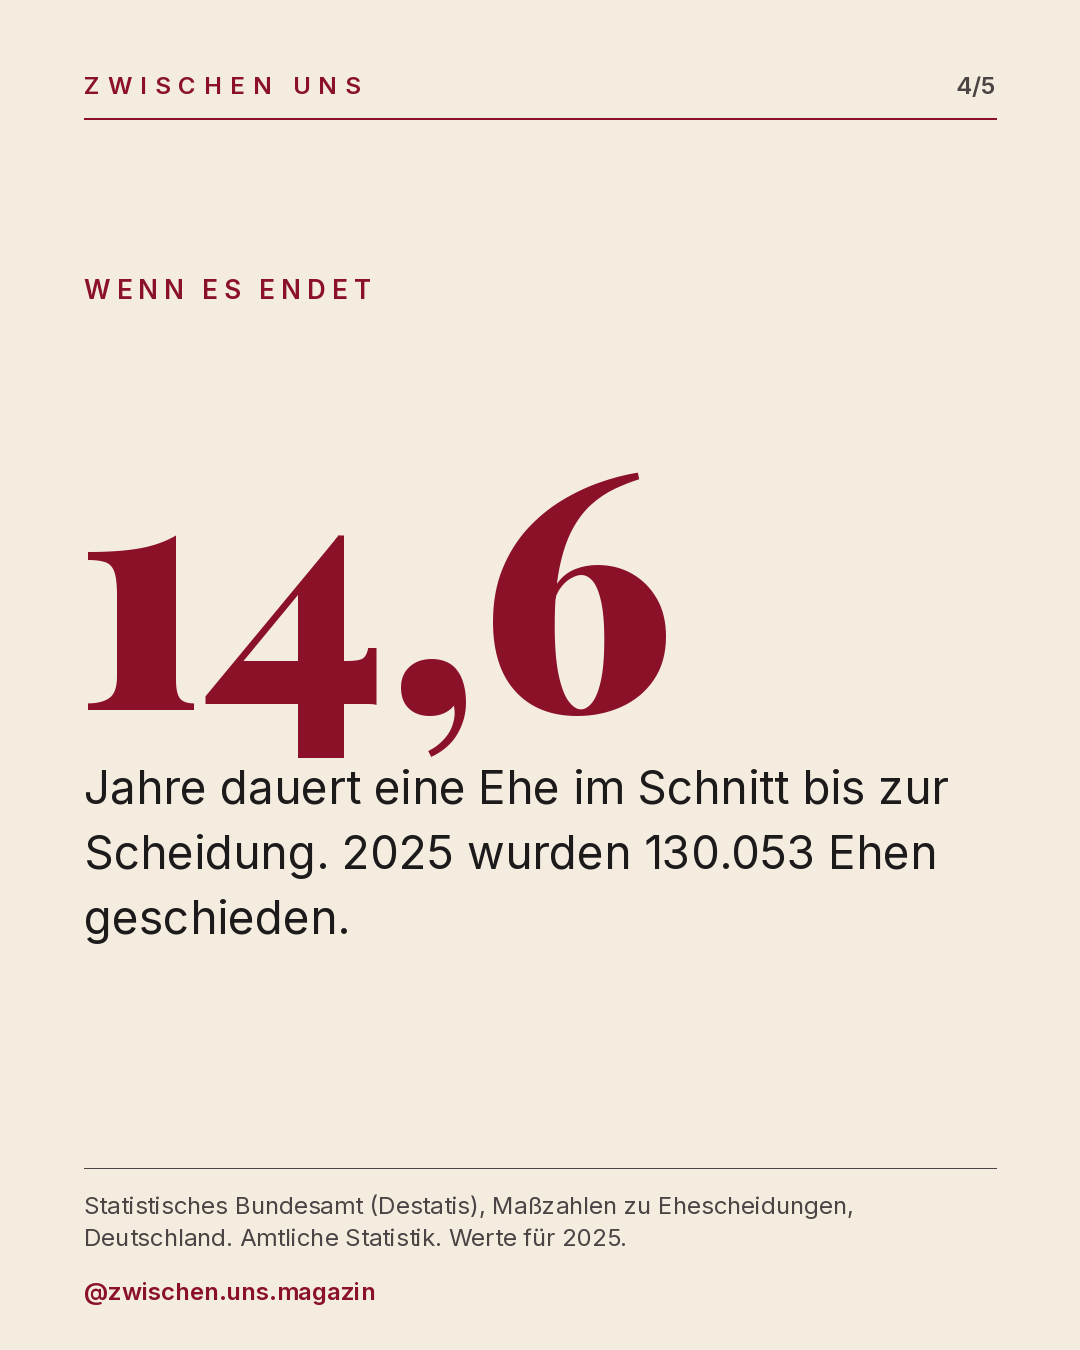 ZWISCHEN UNS 4/5
WENN ES ENDET
14,6
Jahre dauert eine Ehe im Schnitt bis zur
Scheidung. 2025 wurden 130.053 Ehen
geschieden.
Statistisches Bundesamt (Destatis), Maßzahlen zu Ehescheidungen,
Deutschland. Amtliche Statistik. Werte für 2025.
@zwischen.uns.magazin